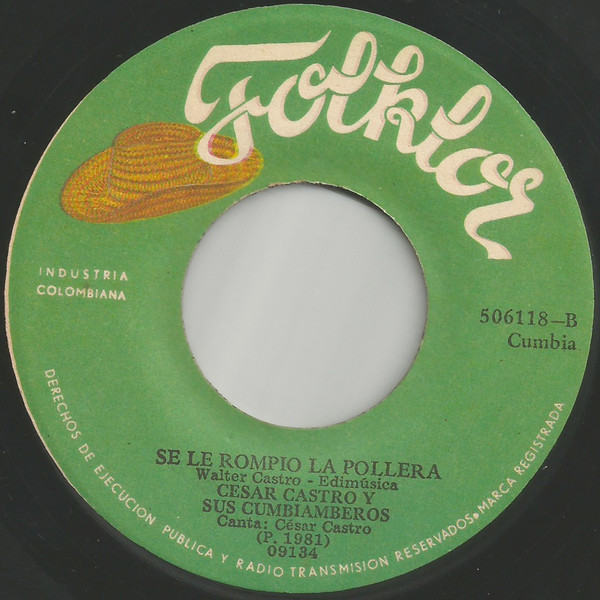 Folklor
INDUSTRIA
COLOMBIANA
506118-B
Cumbia
SE LE ROMPIO LA POLLERA
Walter Castro - Edimúsica
CESAR CASTRO Y
SUS CUMBIAMBEROS
Canta: César Castro
(P. 1981)
09134
DERECHOS DE EJECUCION PUBLICA Y RADIO TRANSMISION RESERVADOS. MARCA REGISTRADA